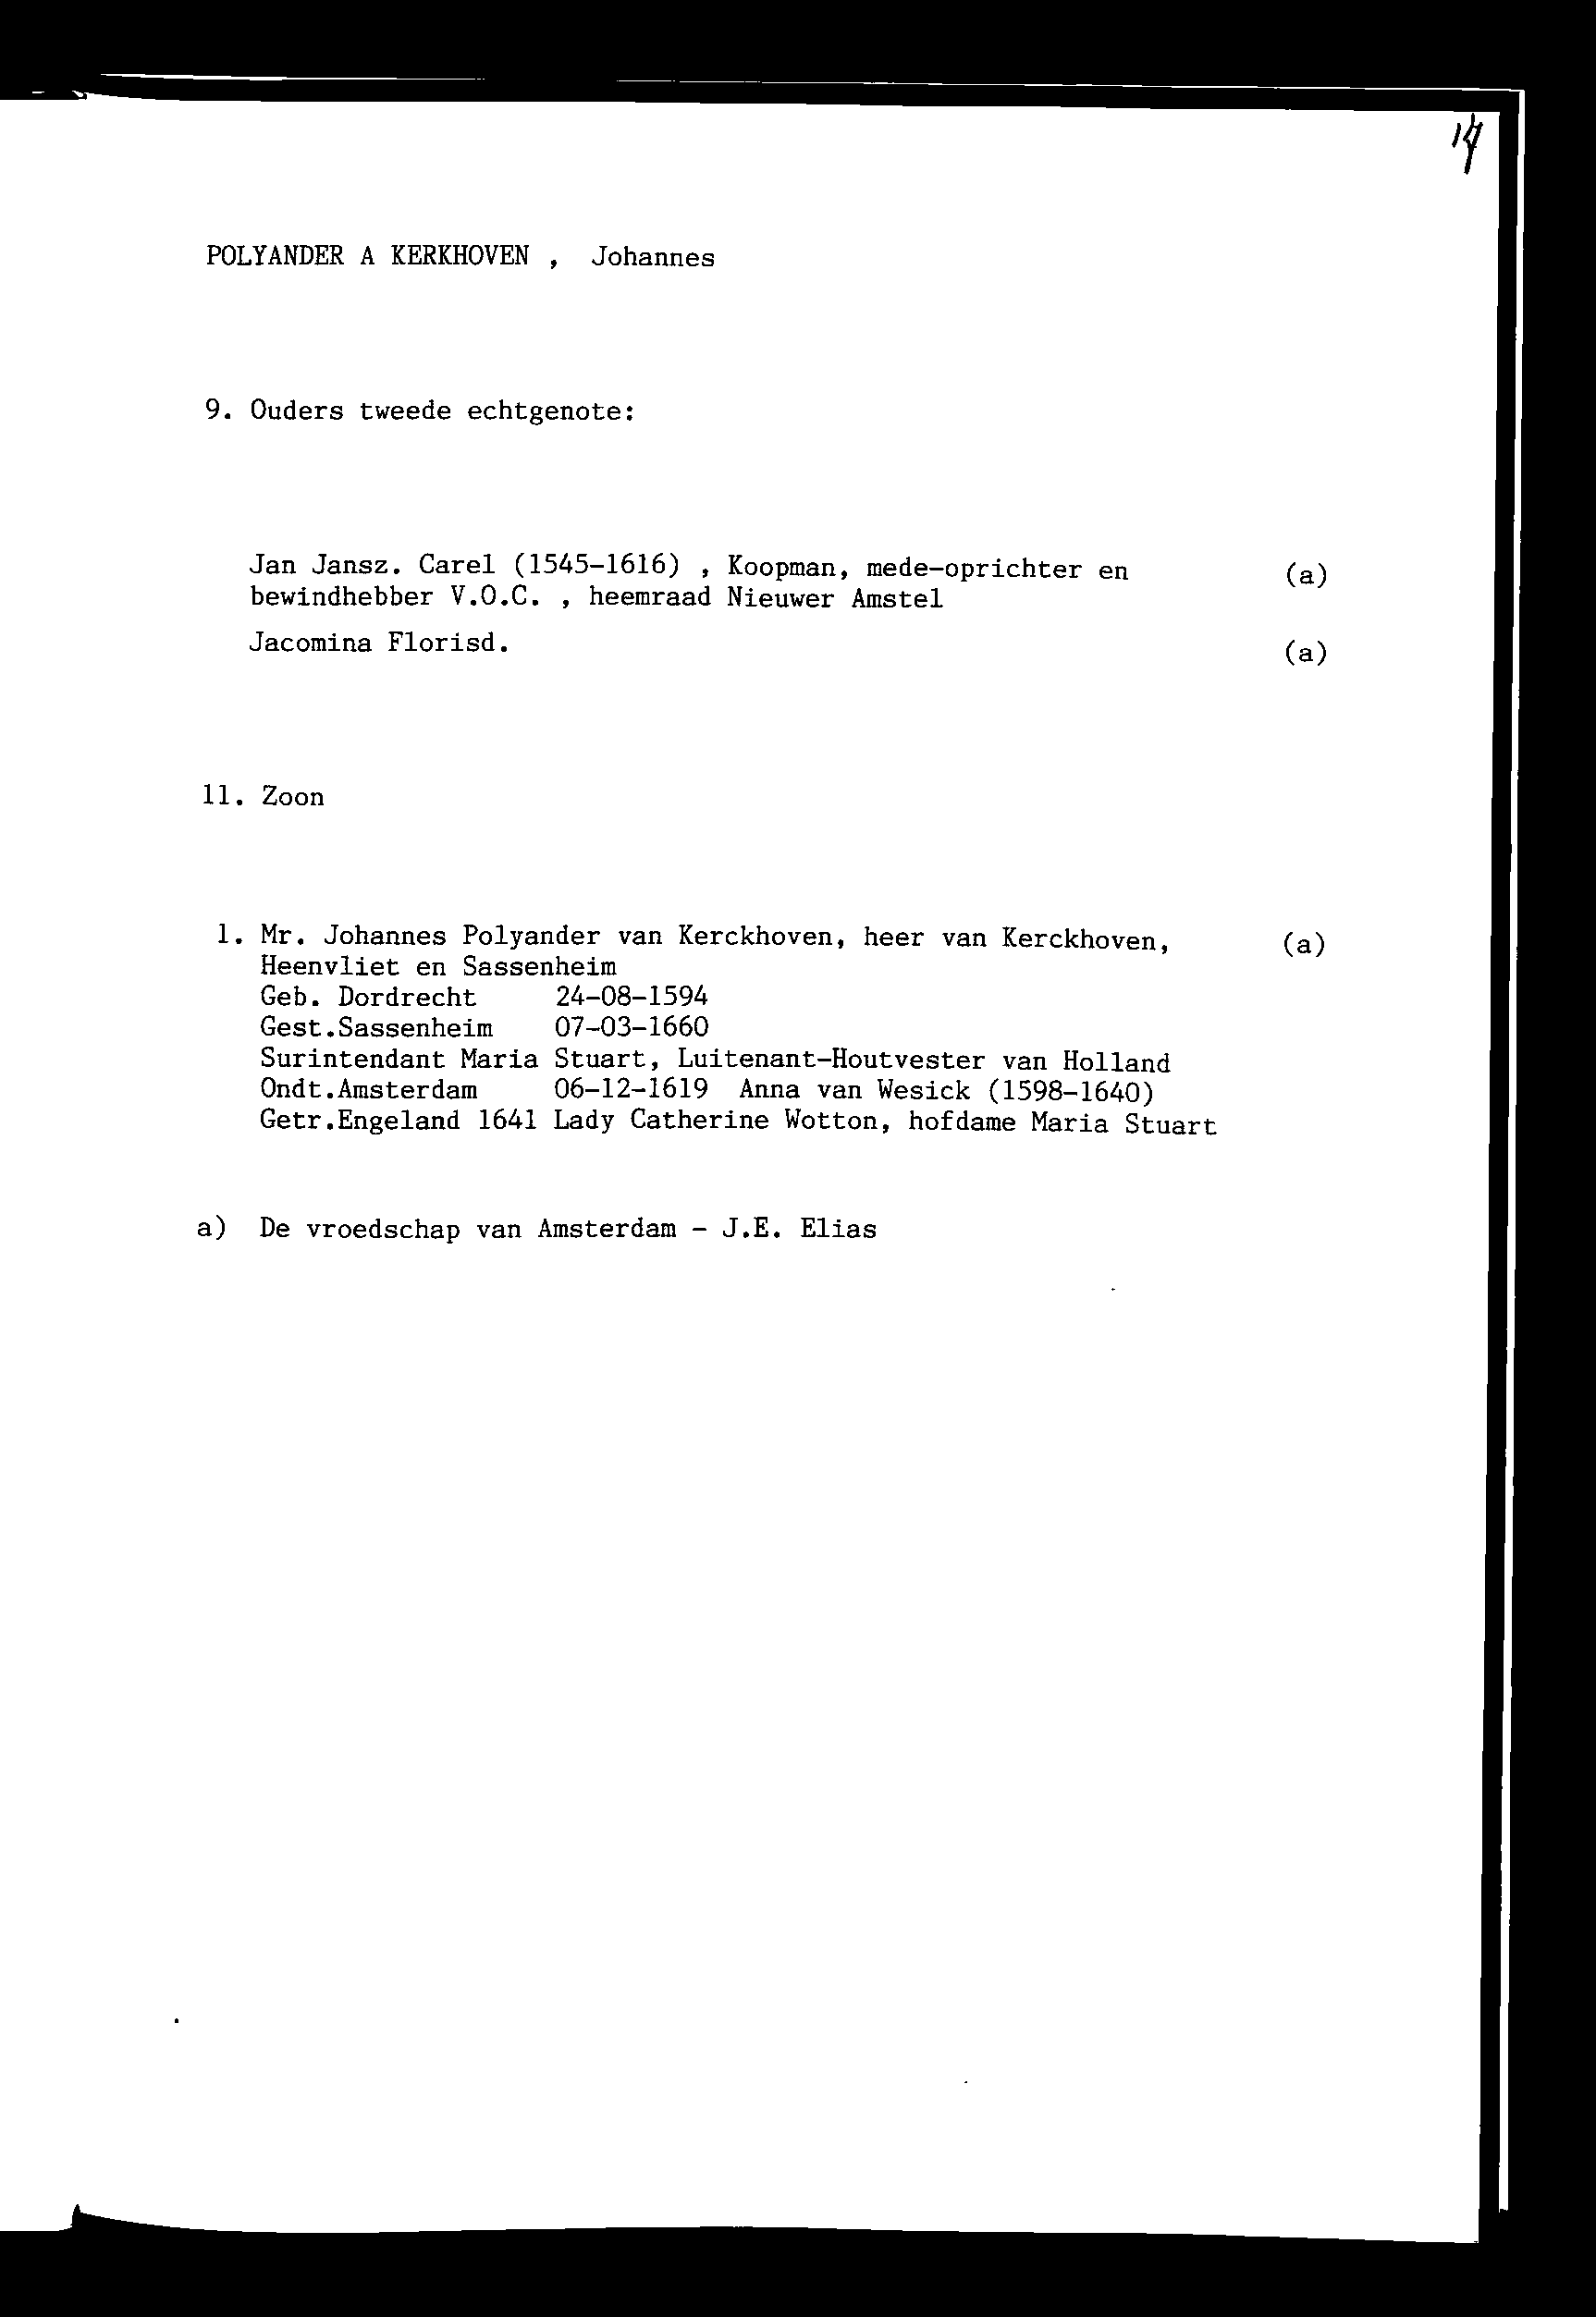 POLYANDER A KERKHOVEN , Johannes
9. Ouders tweede echtgenote:
Jan Jansz. Carel (1545-1616) , Koopman, mede-oprichter en (a)
bewindhebber V.O.C. , heemraad Nieuwer Amstel
Jacomina Florisd. (a)
11. Zoon
1. Mr. Johannes Polyander van Kerckhoven, heer van Kerckhoven, (a)
Heenvliet en Sassenheim
Geb. Dordrecht 24-08-1594
Gest.Sassenheim 07-03-1660
Surintendant Maria Stuart, Luitenant-Houtvester van Holland
Ondt.Amsterdam 06-12-1619 Anna van Wesick (1598-1640)
Getr.Engeland 1641 Lady Catherine Wotton, hofdame Maria Stuart
a) De vroedschap van Amsterdam - J.E. Elias